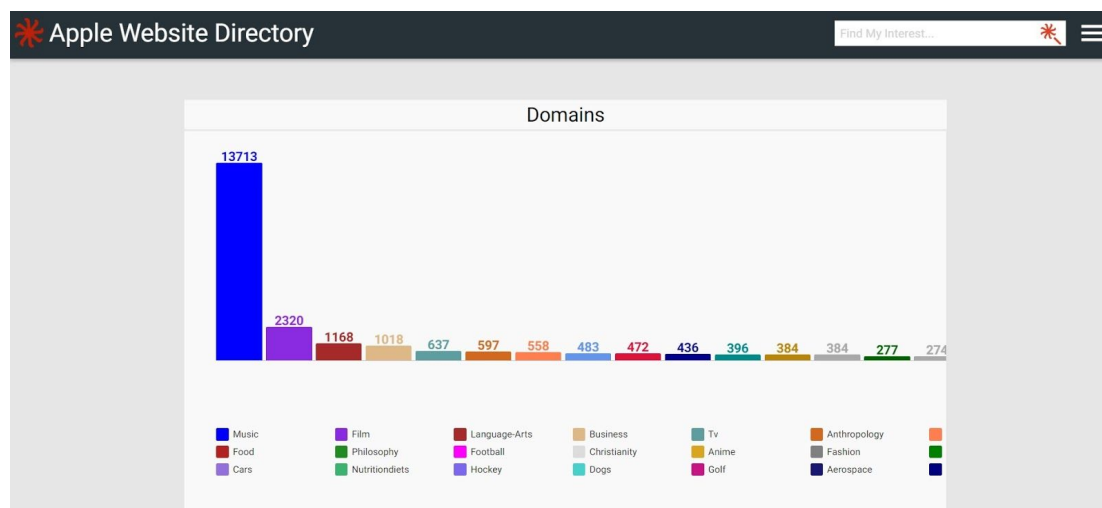 Apple Website Directory
Find My Interest...
Domains
13713
2320
1168
1018
637
597
558
483
472
436
396
384
384
277
274
Music Film Language-Arts Business Tv Anthropology
Food Philosophy Football Christianity Anime Fashion
Cars Nutritiondiets Hockey Dogs Golf Aerospace